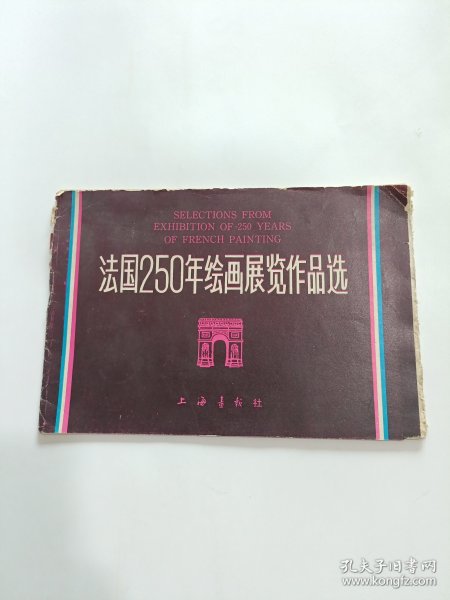 SELECTIONS FROM
EXHIBITION OF 250 YEARS
OF FRENCH PAINTING
法国250年绘画展览作品选
上海书报社
孔夫子旧书网
www.kongfz.com